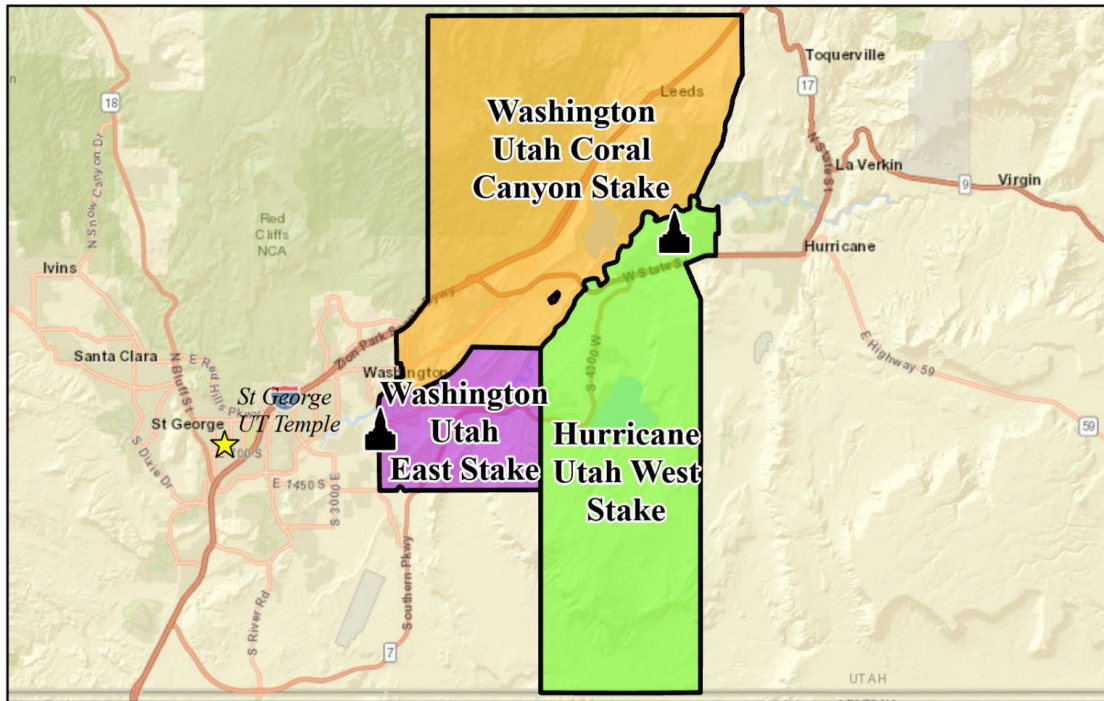 Toquerville
Leeds
17
18
N Snow Canyon Dr
Washington
Utah Coral
Canyon Stake
N State St
La Verkin
9
Virgin
Red
Cliffs
NCA
Hurricane
W State S
Ivins
Zion Park
Santa Clara
E Red Hills Pkwy
Washington
S 4300 W
E Highway 59
59
N Bluff St
St George
UT Temple
St George
Washington
Utah
East Stake
Hurricane
Utah West
Stake
S Dixie Dr
E 1450 S
S 3000 E
Southern Pkwy
S River Rd
7
UTAH